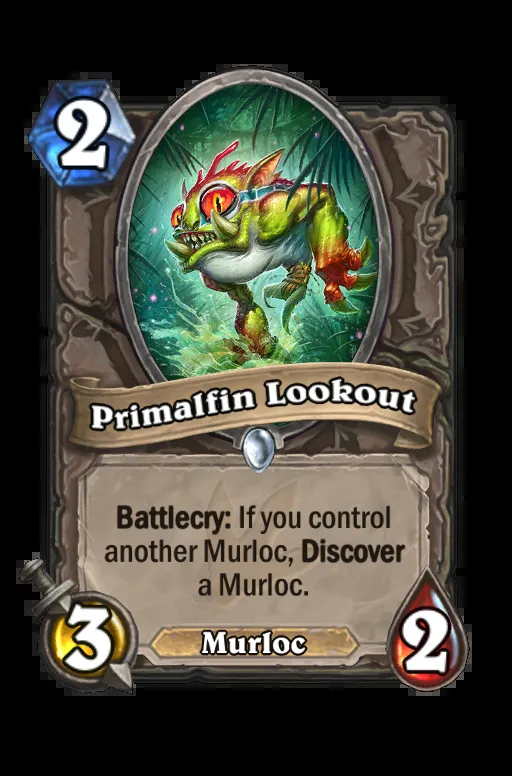 2
Primalfin Lookout
Battlecry: If you control
another Murloc, Discover
a Murloc.
3
Murloc
2